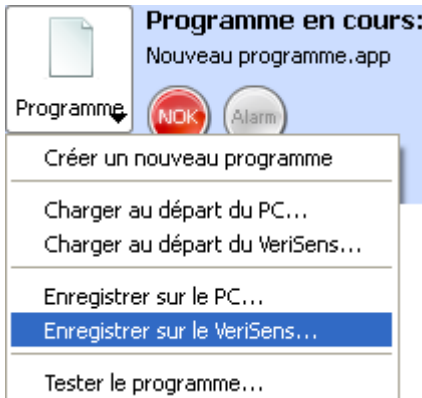 Programme en cours:
Nouveau programme.app
Programme
NOK
Alarm
Créer un nouveau programme
Charger au départ du PC...
Charger au départ du VeriSens...
Enregistrer sur le PC...
Enregistrer sur le VeriSens...
Tester le programme...